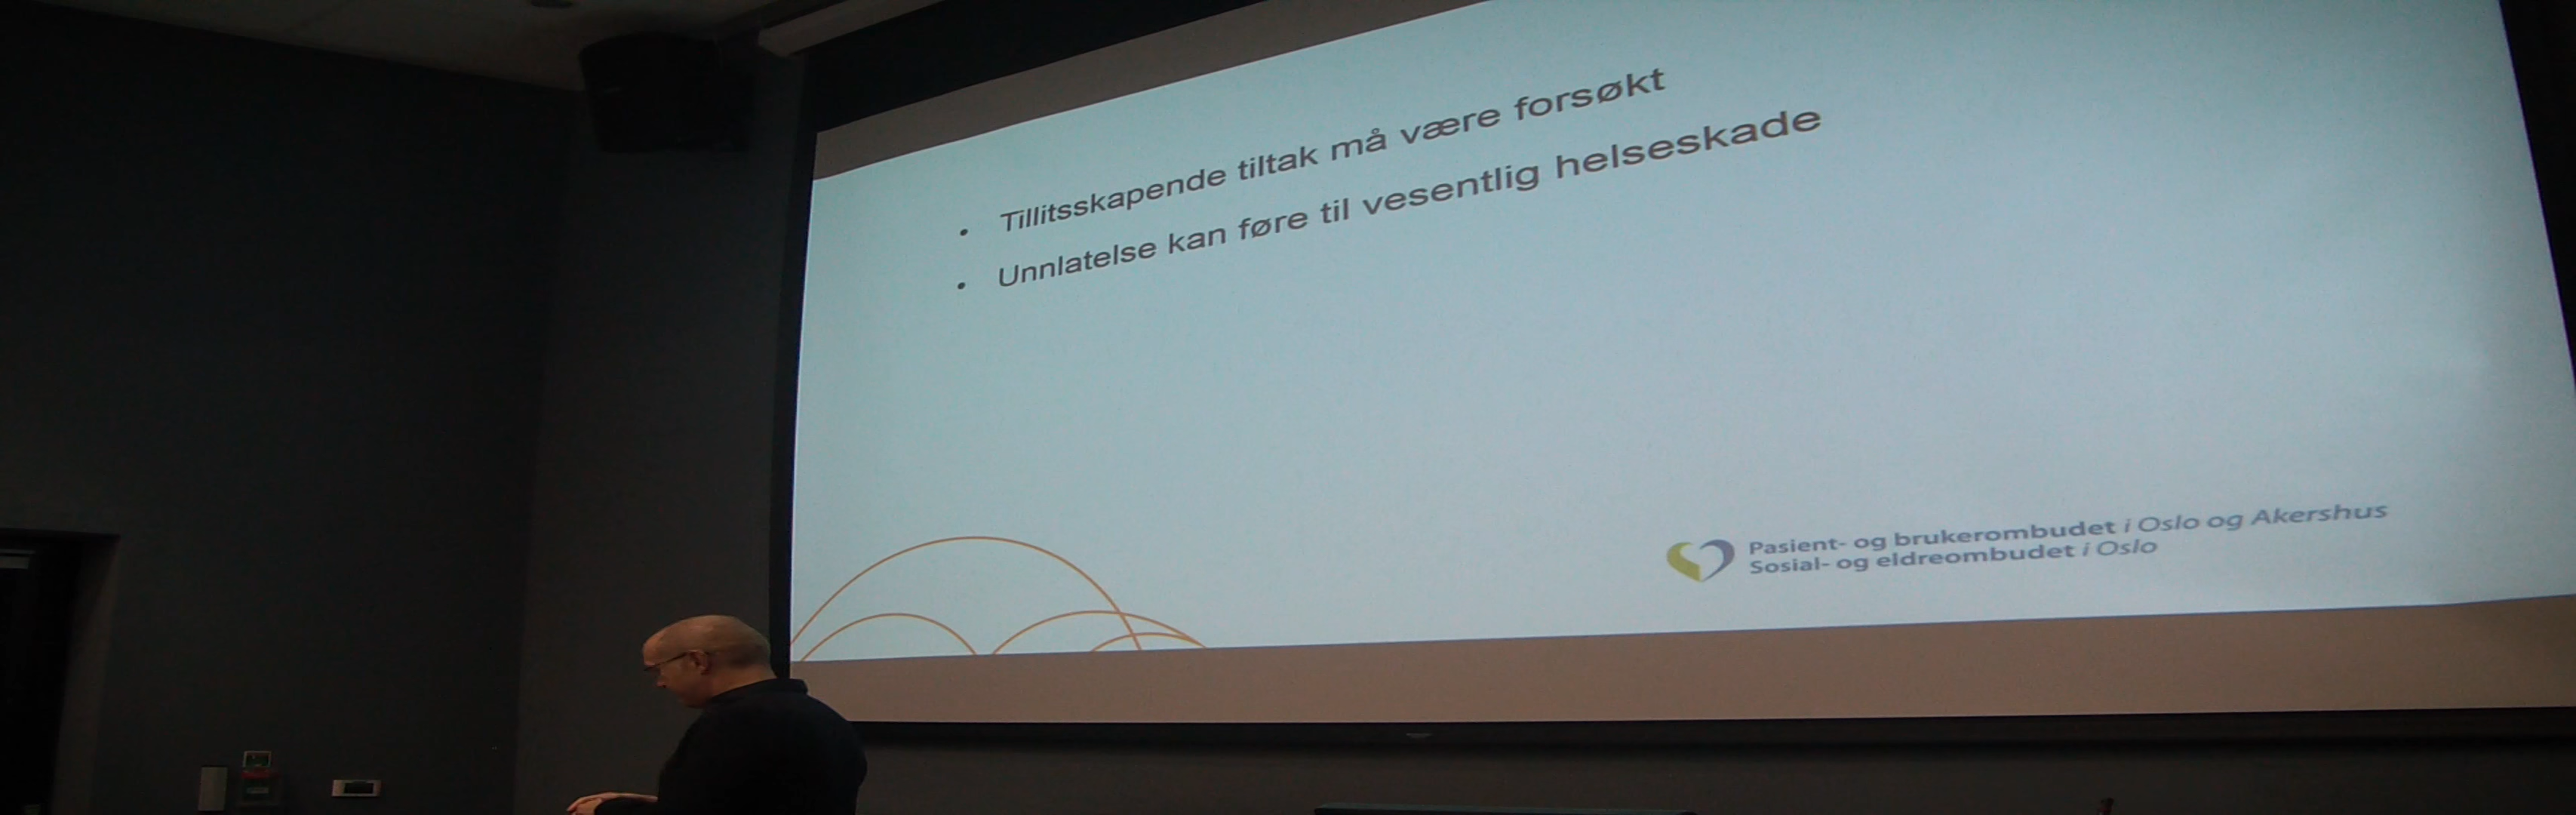 • Tillitsskapende tiltak må være forsøkt
• Unnlatelse kan føre til vesentlig helseskade
Pasient- og brukerombudet i Oslo og Akershus
Sosial- og eldreombudet i Oslo